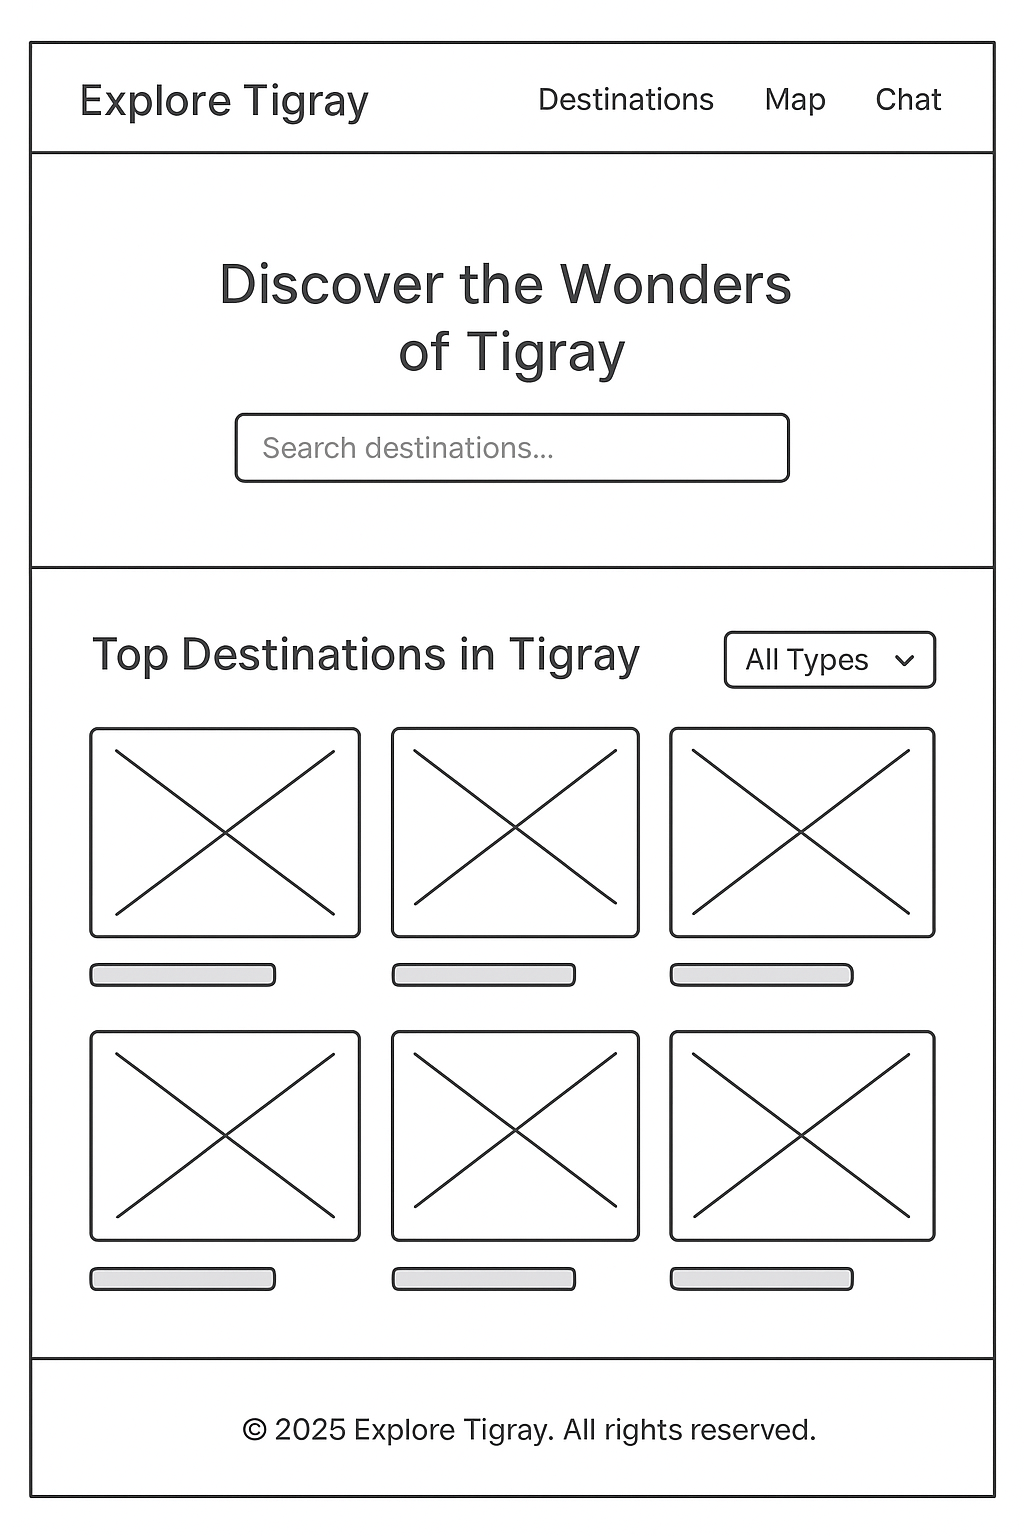 Explore Tigray
Destinations Map Chat
Discover the Wonders
of Tigray
Search destinations...
Top Destinations in Tigray
All Types
© 2025 Explore Tigray. All rights reserved.